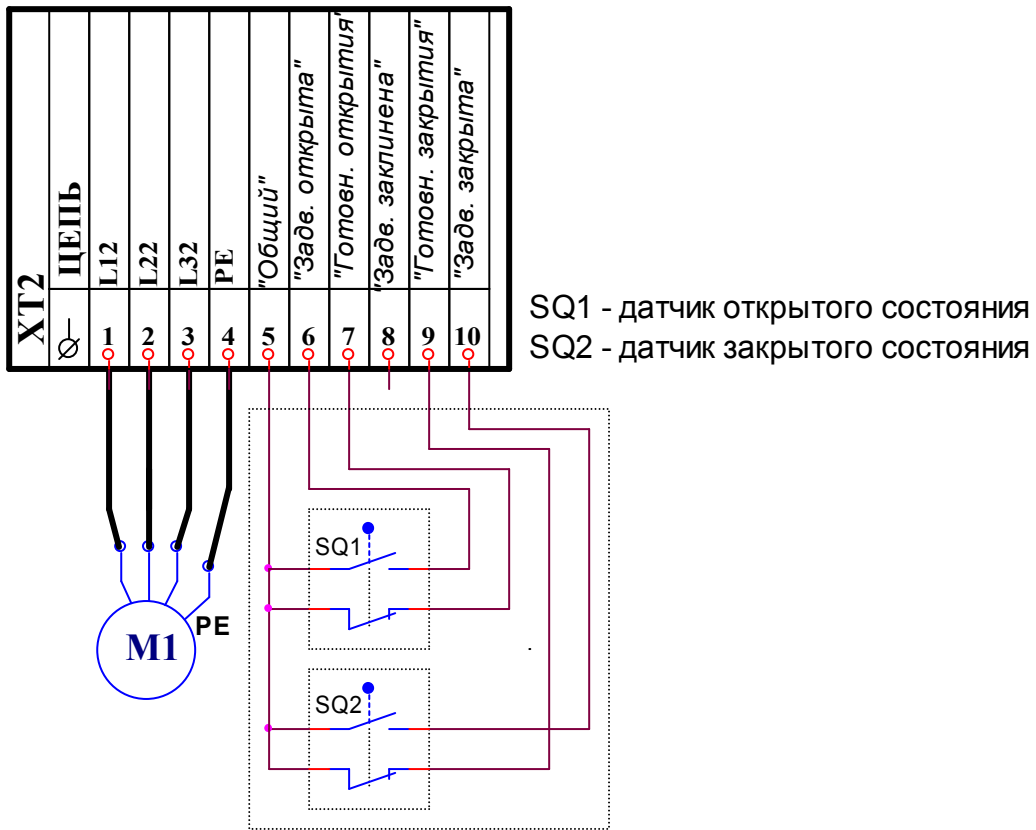 XT2
ЦЕПЬ
L12
L22
L32
PE
"Общий"
"Задв. открыта"
"Готовн. открытия"
"Задв. заклинена"
"Готовн. закрытия"
"Задв. закрыта"
1 2 3 4 5 6 7 8 9 10
SQ1 - датчик открытого состояния
SQ2 - датчик закрытого состояния
SQ1
PE
M1
SQ2